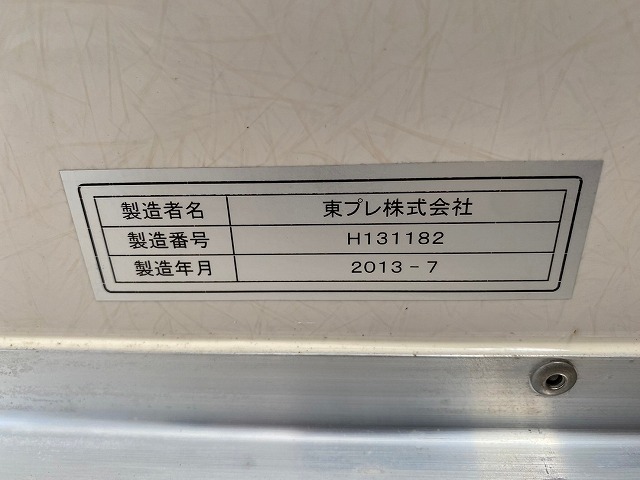 製造者名 東プレ株式会社
製造番号 H131182
製造年月 2013-7